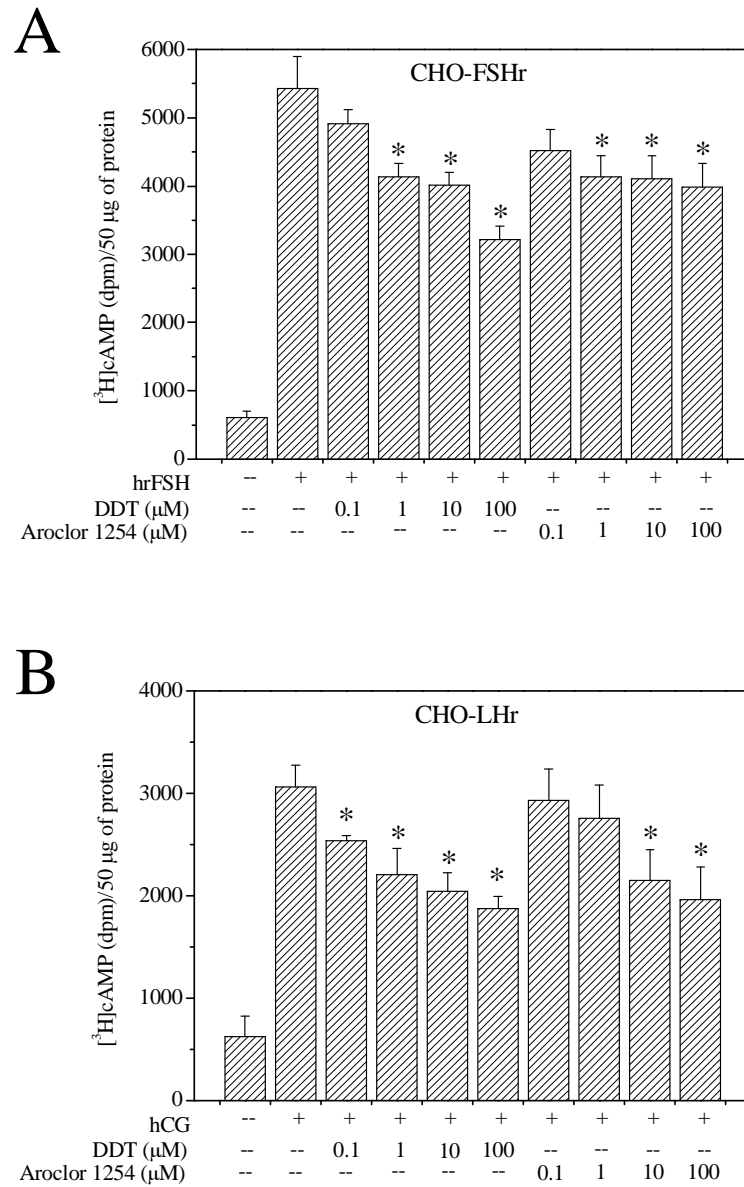 A
CHO-FSHr
[³H]cAMP (dpm)/50 µg of protein
6000
5000
4000
3000
2000
1000
0
* * * * * *
hrFSH -- + + + + + + + + +
DDT (µM) -- -- 0.1 1 10 100 -- -- -- --
Aroclor 1254 (µM) -- -- -- -- -- -- 0.1 1 10 100
B
CHO-LHr
[³H]cAMP (dpm)/50 µg of protein
4000
3000
2000
1000
0
* * * * * *
hCG -- + + + + + + + + +
DDT (µM) -- -- 0.1 1 10 100 -- -- -- --
Aroclor 1254 (µM) -- -- -- -- -- -- 0.1 1 10 100